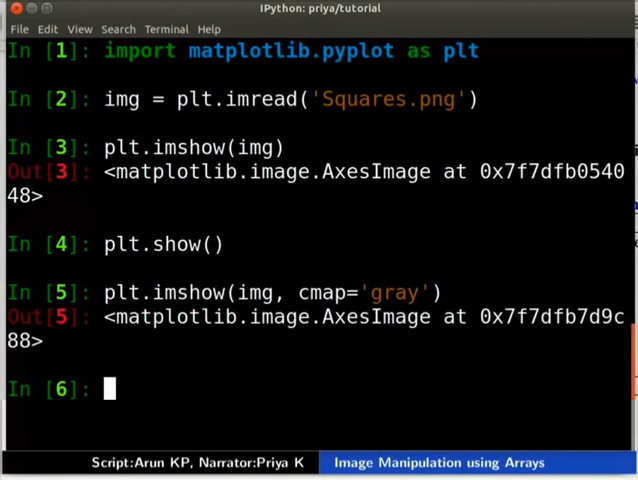 IPython: priya/tutorial
File Edit View Search Terminal Help
In [1]: import matplotlib.pyplot as plt
In [2]: img = plt.imread('Squares.png')
In [3]: plt.imshow(img)
Out[3]: <matplotlib.image.AxesImage at 0x7f7dfb0540
48>
In [4]: plt.show()
In [5]: plt.imshow(img, cmap='gray')
Out[5]: <matplotlib.image.AxesImage at 0x7f7dfb7d9c
88>
In [6]:
Script:Arun KP, Narrator:Priya K Image Manipulation using Arrays